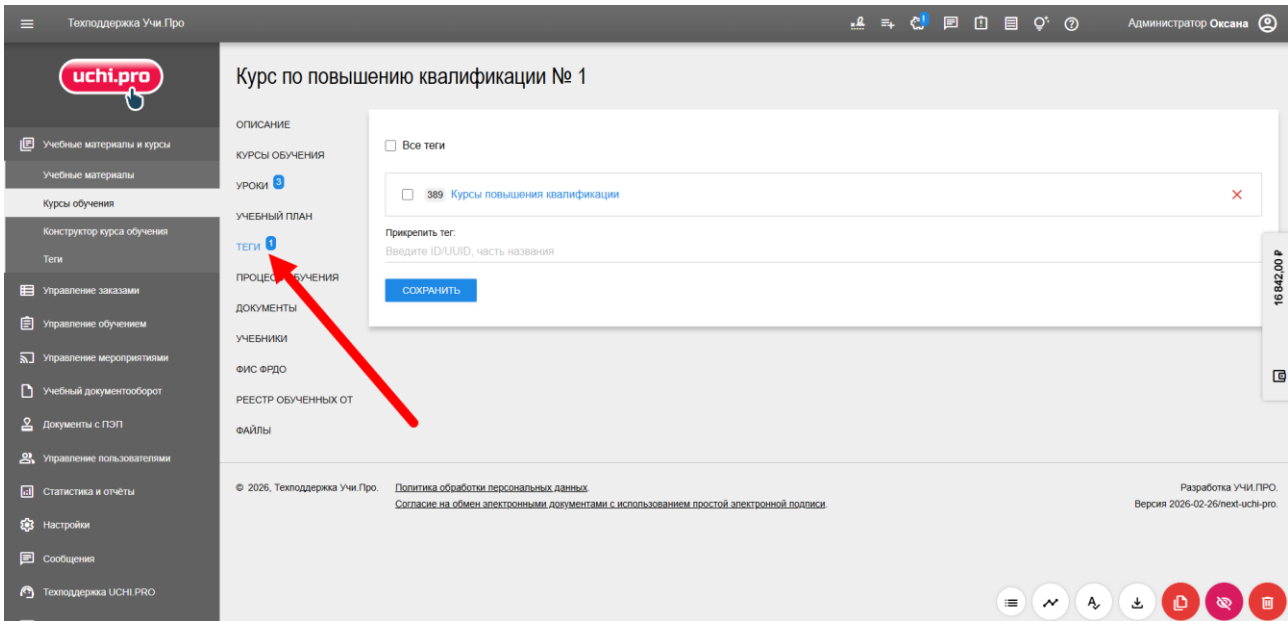 Техподдержка Учи.Про
Администратор Оксана
uchi.pro
Учебные материалы и курсы
Учебные материалы
Курсы обучения
Конструктор курса обучения
Теги
Управление заказами
Управление обучением
Управление мероприятиями
Учебный документооборот
Документы с ПЭП
Управление пользователями
Статистика и отчёты
Настройки
Сообщения
Техподдержка UCHI.PRO
Курс по повышению квалификации № 1
ОПИСАНИЕ
КУРСЫ ОБУЧЕНИЯ
УРОКИ 3
УЧЕБНЫЙ ПЛАН
ТЕГИ 1
ПРОЦЕСС ОБУЧЕНИЯ
ДОКУМЕНТЫ
УЧЕБНИКИ
ФИС ФРДО
РЕЕСТР ОБУЧЕННЫХ ОТ
ФАЙЛЫ
Все теги
389 Курсы повышения квалификации
Прикрепить тег:
Введите ID/UUID, часть названия
СОХРАНИТЬ
16 842,00 ₽
© 2026, Техподдержка Учи.Про.
Политика обработки персональных данных.
Согласие на обмен электронными документами с использованием простой электронной подписи.
Разработка УЧИ.ПРО.
Версия 2026-02-26/next-uchi-pro.